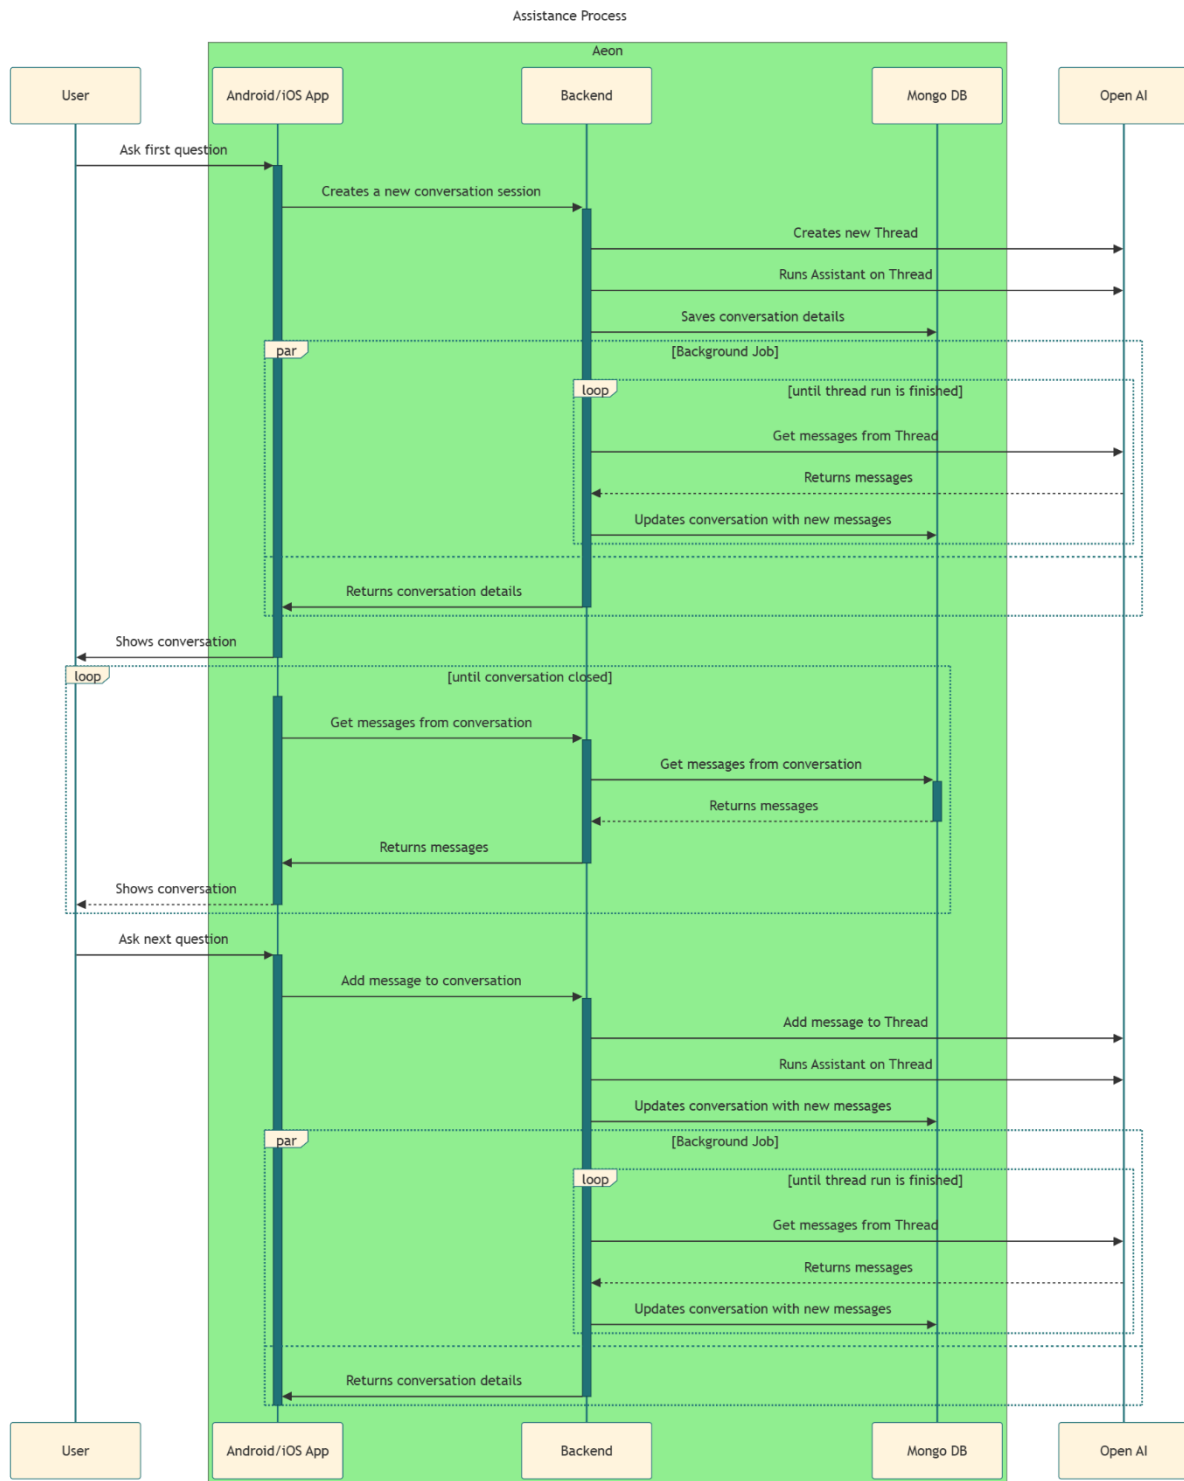 Assistance Process
Aeon
User
Android/iOS App
Backend
Mongo DB
Open AI
Ask first question
Creates a new conversation session
Creates new Thread
Runs Assistant on Thread
Saves conversation details
par
[Background Job]
loop
[until thread run is finished]
Get messages from Thread
Returns messages
Updates conversation with new messages
Returns conversation details
Shows conversation
loop
[until conversation closed]
Get messages from conversation
Get messages from conversation
Returns messages
Returns messages
Shows conversation
Ask next question
Add message to conversation
Add message to Thread
Runs Assistant on Thread
Updates conversation with new messages
par
[Background Job]
loop
[until thread run is finished]
Get messages from Thread
Returns messages
Updates conversation with new messages
Returns conversation details
User
Android/iOS App
Backend
Mongo DB
Open AI